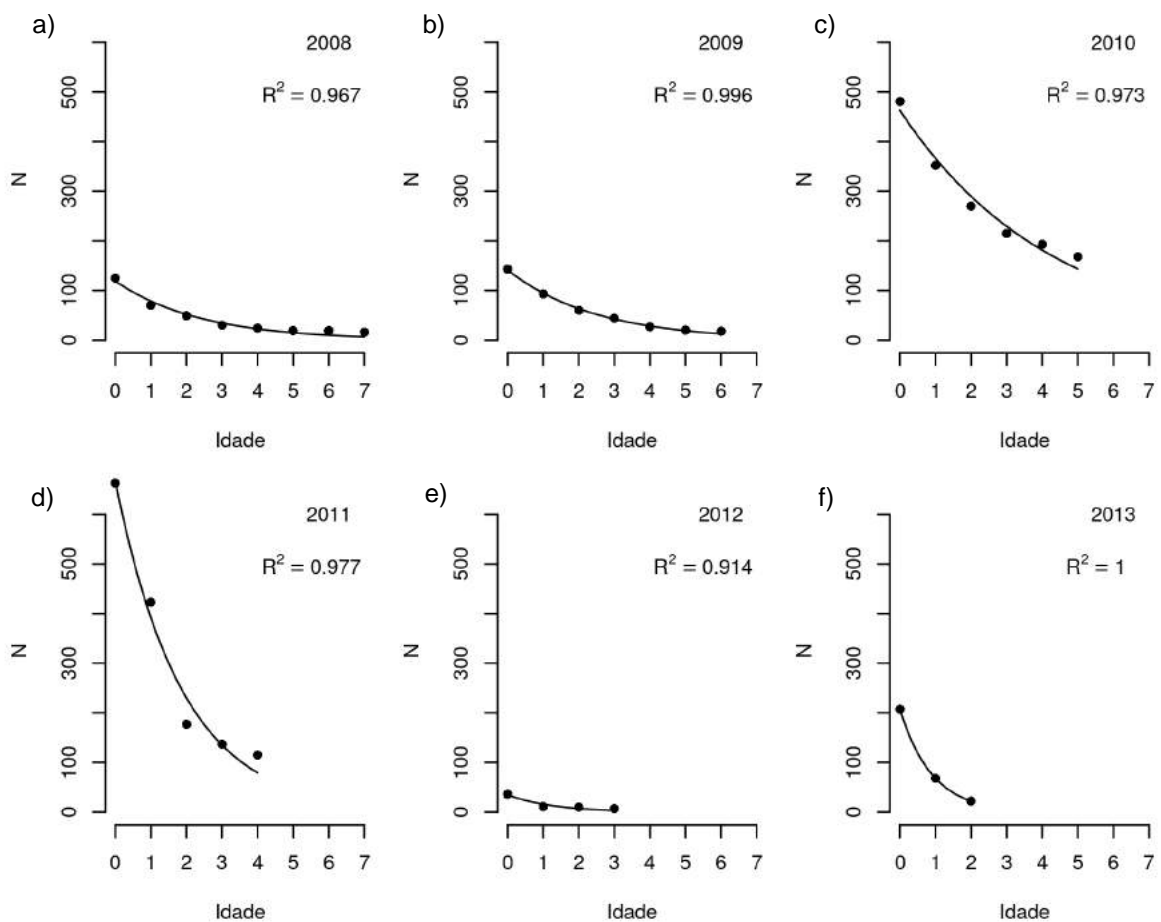 a)
2008
R² = 0.967
N
500
300
100
0
0 1 2 3 4 5 6 7
Idade
b)
2009
R² = 0.996
N
500
300
100
0
0 1 2 3 4 5 6 7
Idade
c)
2010
R² = 0.973
N
500
300
100
0
0 1 2 3 4 5 6 7
Idade
d)
2011
R² = 0.977
N
500
300
100
0
0 1 2 3 4 5 6 7
Idade
e)
2012
R² = 0.914
N
500
300
100
0
0 1 2 3 4 5 6 7
Idade
f)
2013
R² = 1
N
500
300
100
0
0 1 2 3 4 5 6 7
Idade